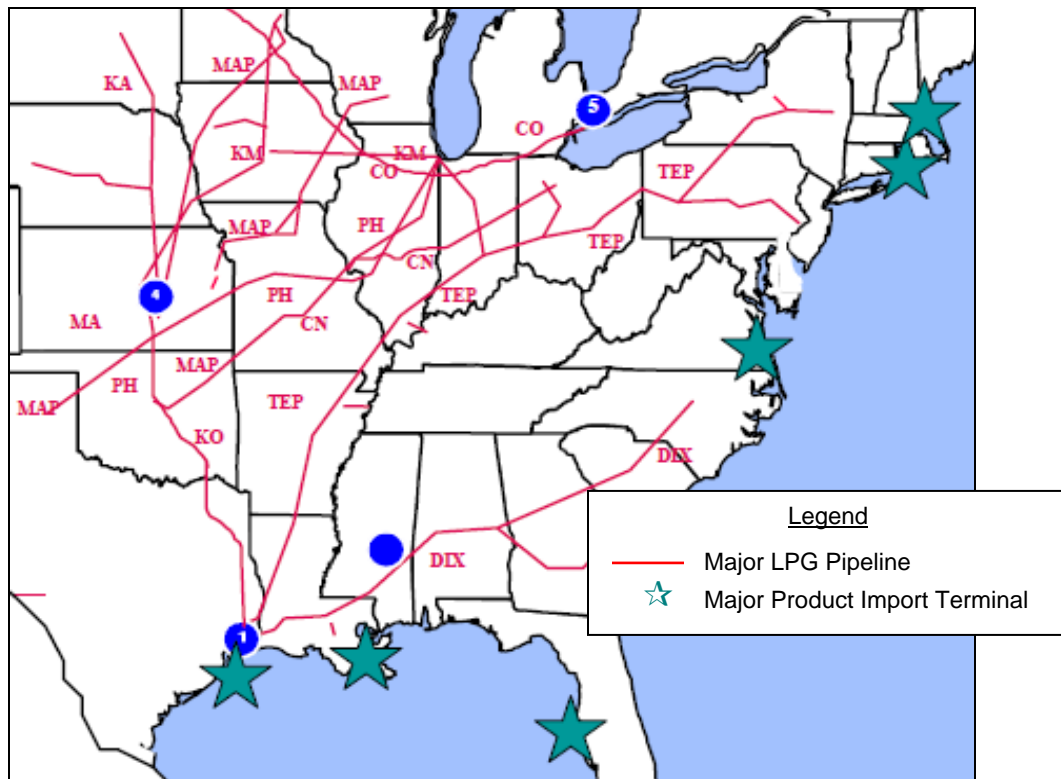 MAP
KA
MAP
5
CO
KM
KM
CO
TEP
MAP
PH
TEP
CN
4
PH
TEP
MA
CN
MAP
PH
MAP
TEP
KO
DIX
Legend
DIX
Major LPG Pipeline
Major Product Import Terminal
1